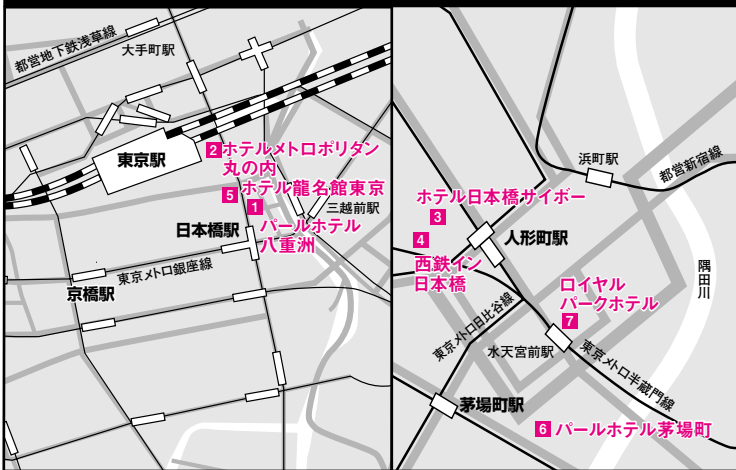 都営地下鉄浅草線
大手町駅
東京駅
2 ホテルメトロポリタン
丸の内
5 ホテル龍名館東京
1
三越前駅
パールホテル
八重洲
日本橋駅
東京メトロ銀座線
京橋駅
浜町駅
都営新宿線
ホテル日本橋サイボー
3
4
人形町駅
西鉄イン
日本橋
ロイヤル
パークホテル
7
隅田川
東京メトロ日比谷線
水天宮前駅
東京メトロ半蔵門線
茅場町駅
6 パールホテル茅場町